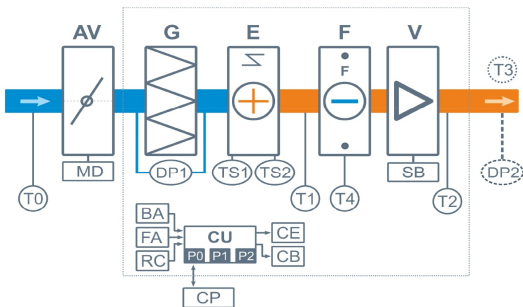 AV G E F V
F
T3
MD DP1 TS1 TS2 SB DP2
T0 T1 T4 T2
BA
FA
RC
CU
P0 P1 P2
CE
CB
CP